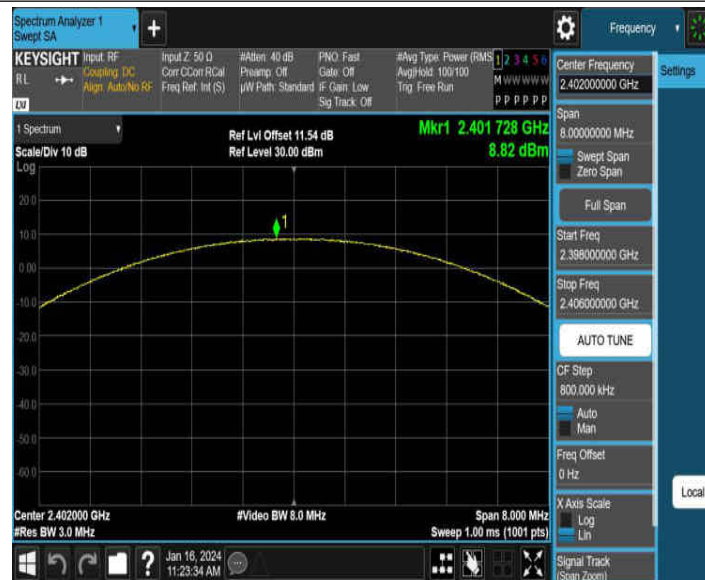 Spectrum Analyzer 1
Swept SA
Frequency
KEYSIGHT
RL
LXI
Input: RF
Coupling: DC
Align: Auto/No RF
Input Z: 50 Ω
Corr CCorr RCal
Freq Ref: Int (S)
#Atten: 40 dB
Preamp: Off
µW Path: Standard
PNO: Fast
Gate: Off
IF Gain: Low
Sig Track: Off
#Avg Type: Power (RMS
Avg|Hold: 100/100
Trig: Free Run
1 2 3 4 5 6
M W W W W W
P P P P P P
Center Frequency
2.402000000 GHz
Settings
Span
8.00000000 MHz
Swept Span
Zero Span
Full Span
Start Freq
2.398000000 GHz
Stop Freq
2.406000000 GHz
AUTO TUNE
CF Step
800.000 kHz
Auto
Man
Freq Offset
0 Hz
X Axis Scale
Log
Lin
Local
Signal Track
(Span Zoom)
1 Spectrum
Scale/Div 10 dB
Log
Ref Lvl Offset 11.54 dB
Ref Level 30.00 dBm
Mkr1 2.401 728 GHz
8.82 dBm
20.0
10.0
0.00
-10.0
-20.0
-30.0
-40.0
-50.0
-60.0
1
Center 2.402000 GHz
#Res BW 3.0 MHz
#Video BW 8.0 MHz
Span 8.000 MHz
Sweep 1.00 ms (1001 pts)
?
Jan 16, 2024
11:23:34 AM